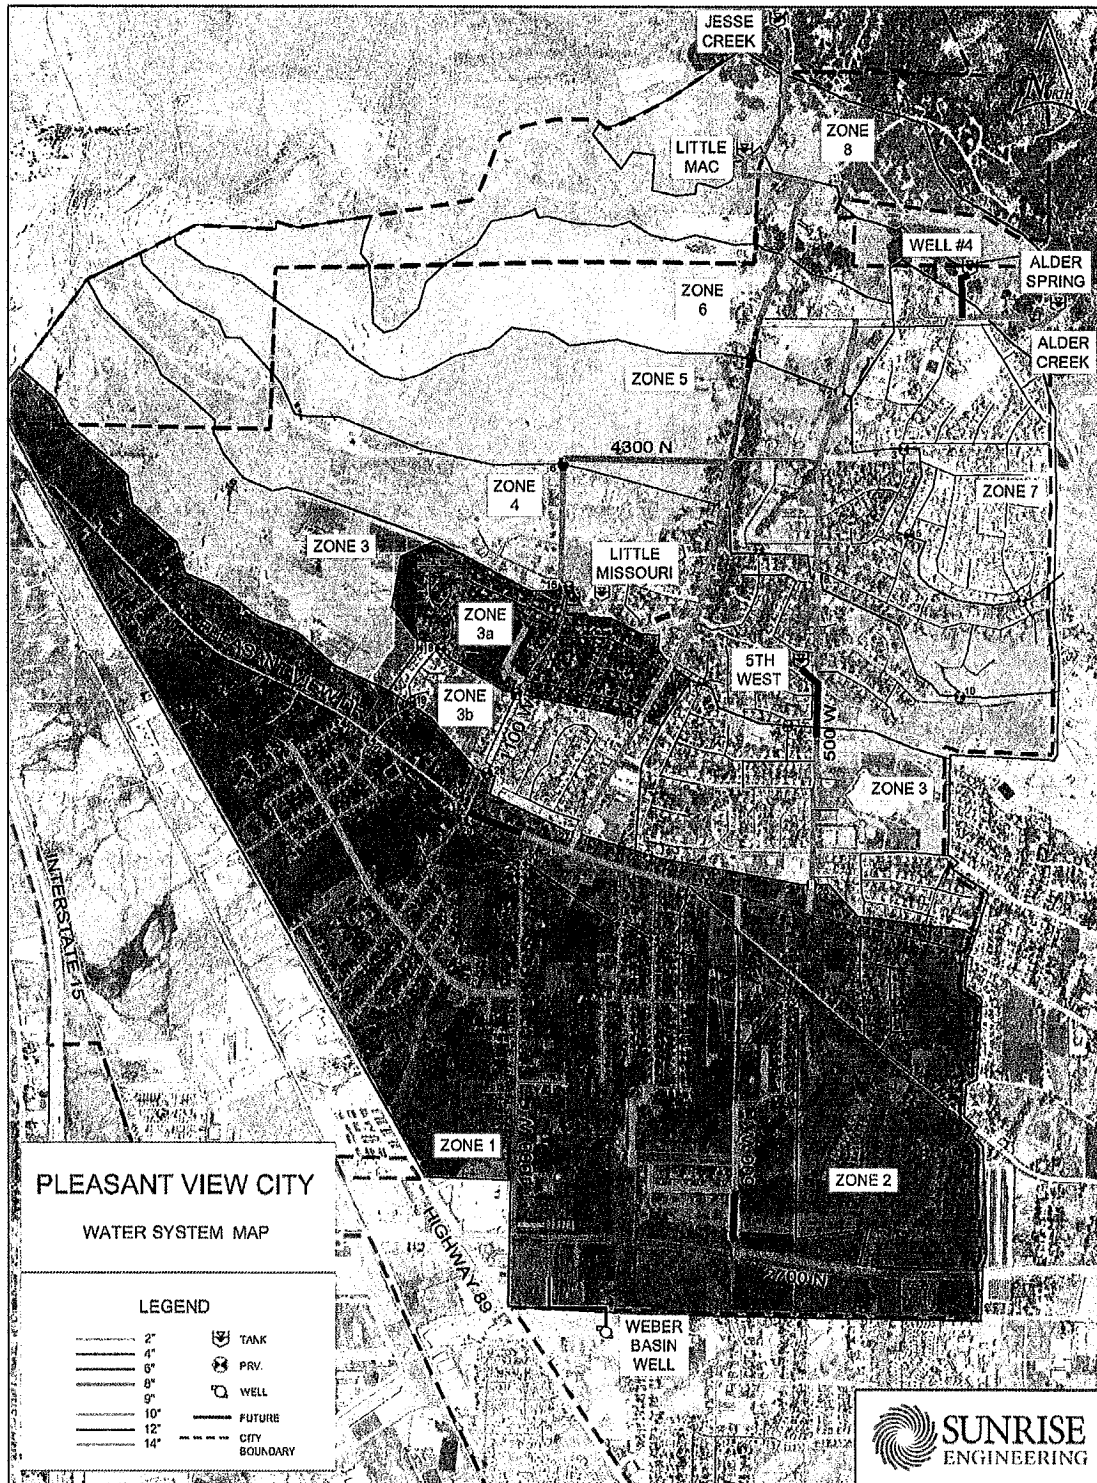 JESSE
CREEK
NORTH
ZONE
8
LITTLE
MAC
WELL #4
ALDER
SPRING
ZONE
6
ALDER
CREEK
ZONE 5
4300 N
ZONE
4
ZONE 7
ZONE 3
LITTLE
MISSOURI
ZONE
3a
5TH
WEST
ZONE
3b
500 W
ZONE 3
10
INTERSTATE 15
ZONE 1
ZONE 2
HIGHWAY 89
2700 N
WEBER
BASIN
WELL
PLEASANT VIEW CITY
WATER SYSTEM MAP
LEGEND
2"
4"
6"
8"
9"
10"
12"
14"
TANK
PRV.
WELL
FUTURE
CITY
BOUNDARY
SUNRISE
ENGINEERING